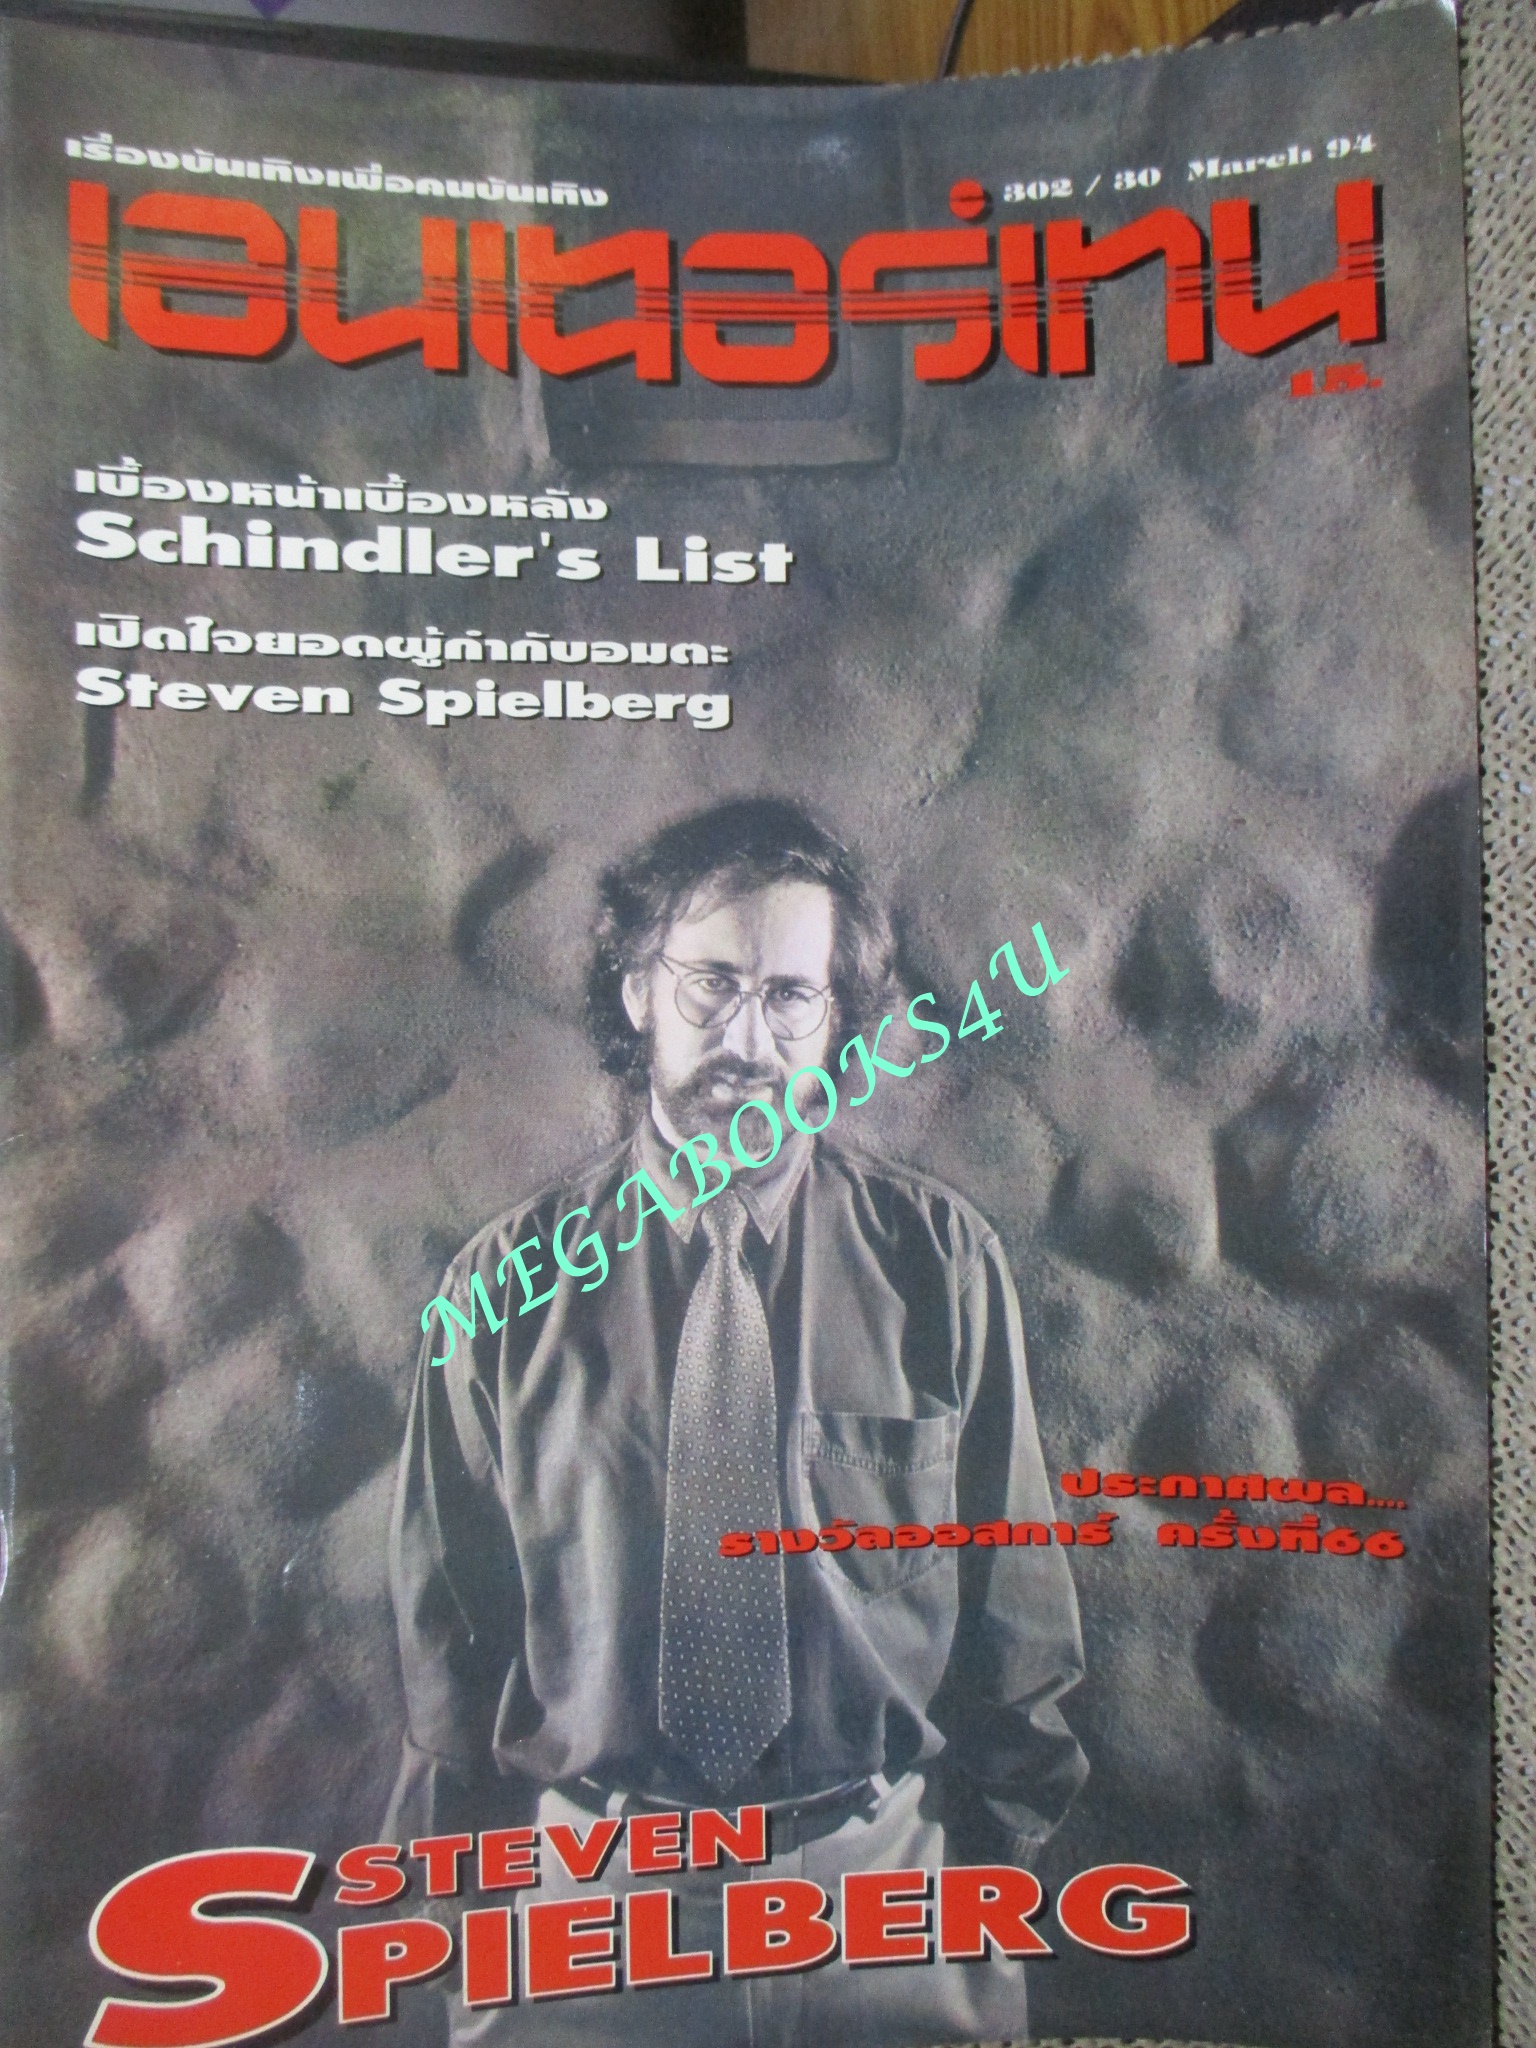 เรื่องบันเทิงเพื่อคนบันเทิง
302 / 30 March 94
เอนเตอร์เทน
15.
เบื้องหน้าเบื้องหลัง
Schindler's List
เปิดใจยอดผู้กำกับอมตะ
Steven Spielberg
MEGABOOKS4U
ประกาศผล....
รางวัลออสการ์ ครั้งที่66
STEVEN
SPIELBERG